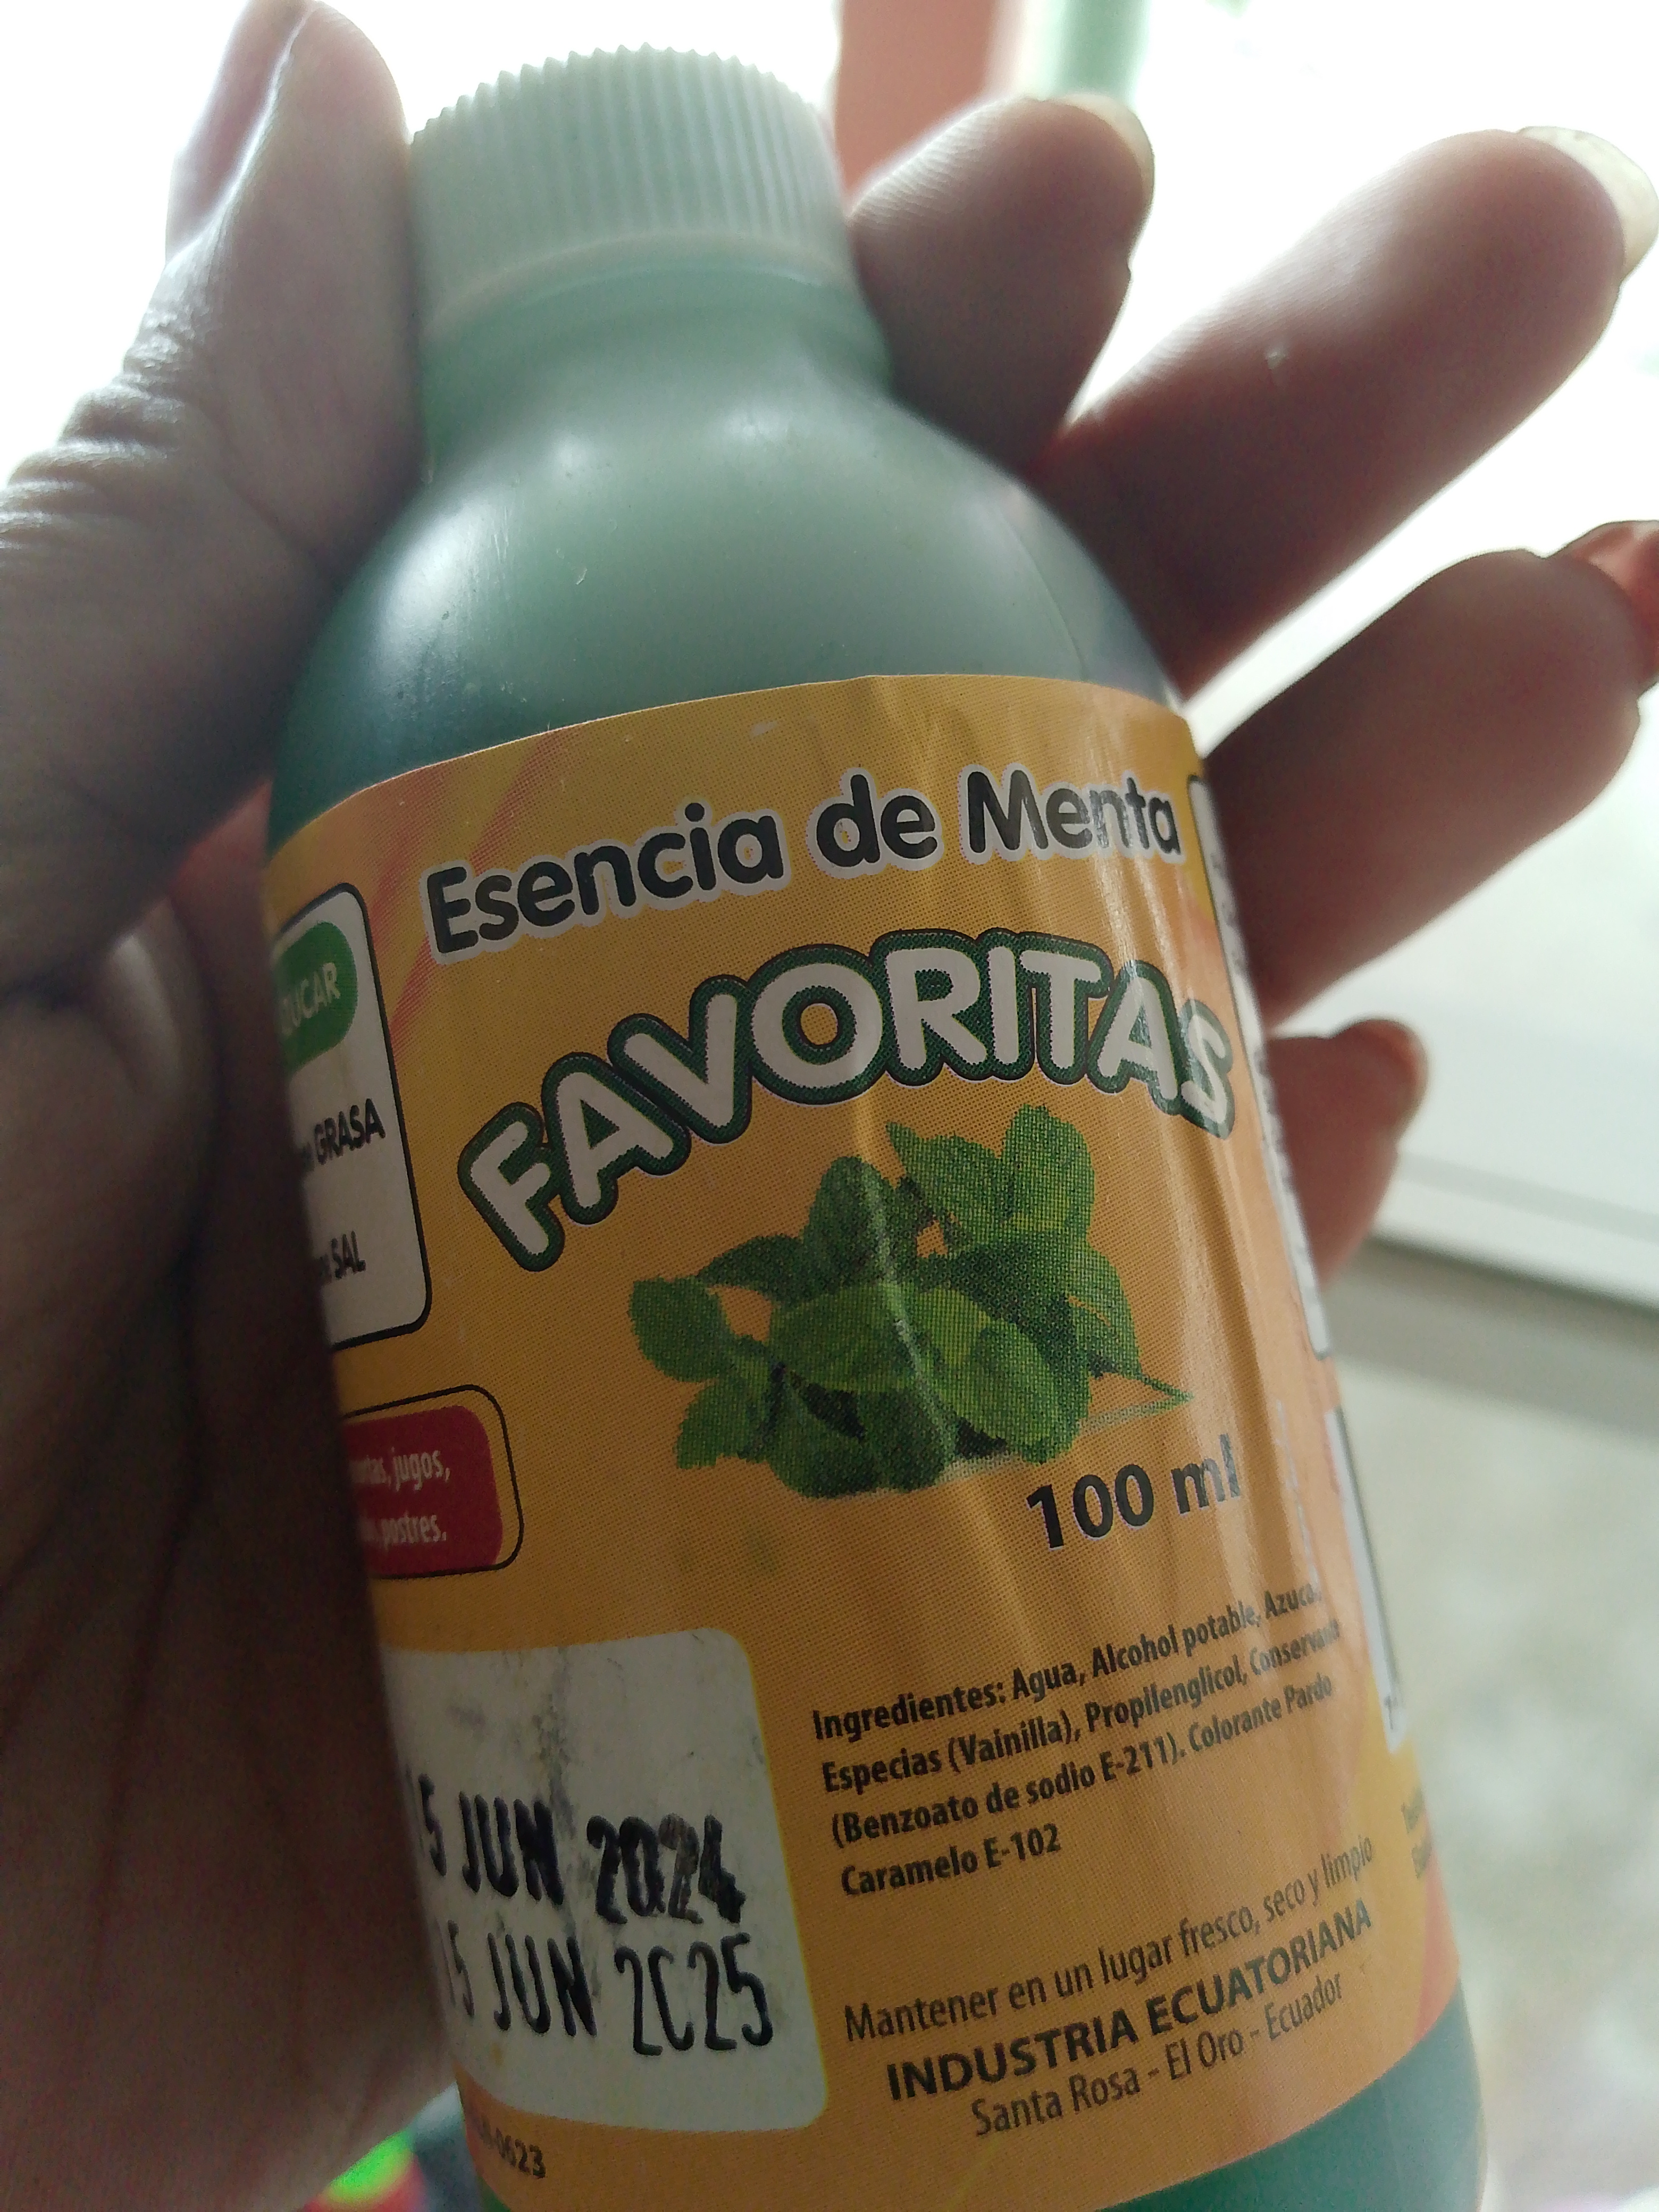 Esencia de Menta
FAVORITAS
GRASA
SAL
jugos,
postres.
100 ml
Ingredientes: Agua, Alcohol potable,
Especias (Vainilla), Propilenglicol,
(Benzoato de sodio E-211). Colorante Pardo
Caramelo E-102
15 JUN 2024
15 JUN 2025
Mantener en un lugar fresco, seco y limpio
INDUSTRIA ECUATORIANA
Santa Rosa - El Oro - Ecuador